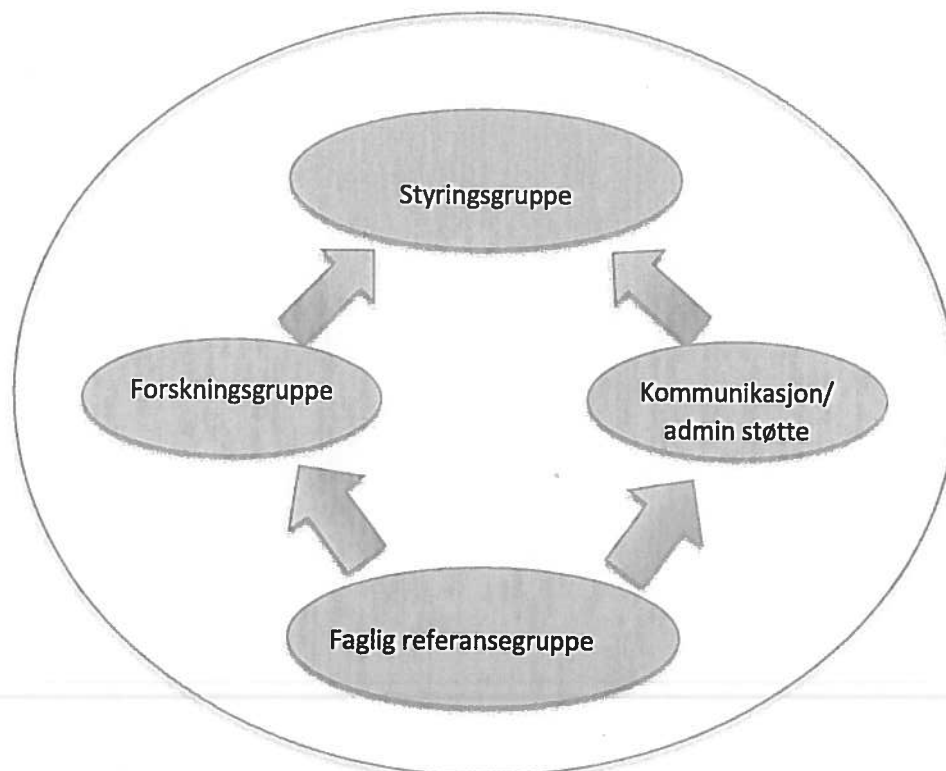 Styringsgruppe
Forskningsgruppe
Kommunikasjon/
admin støtte
Faglig referansegruppe